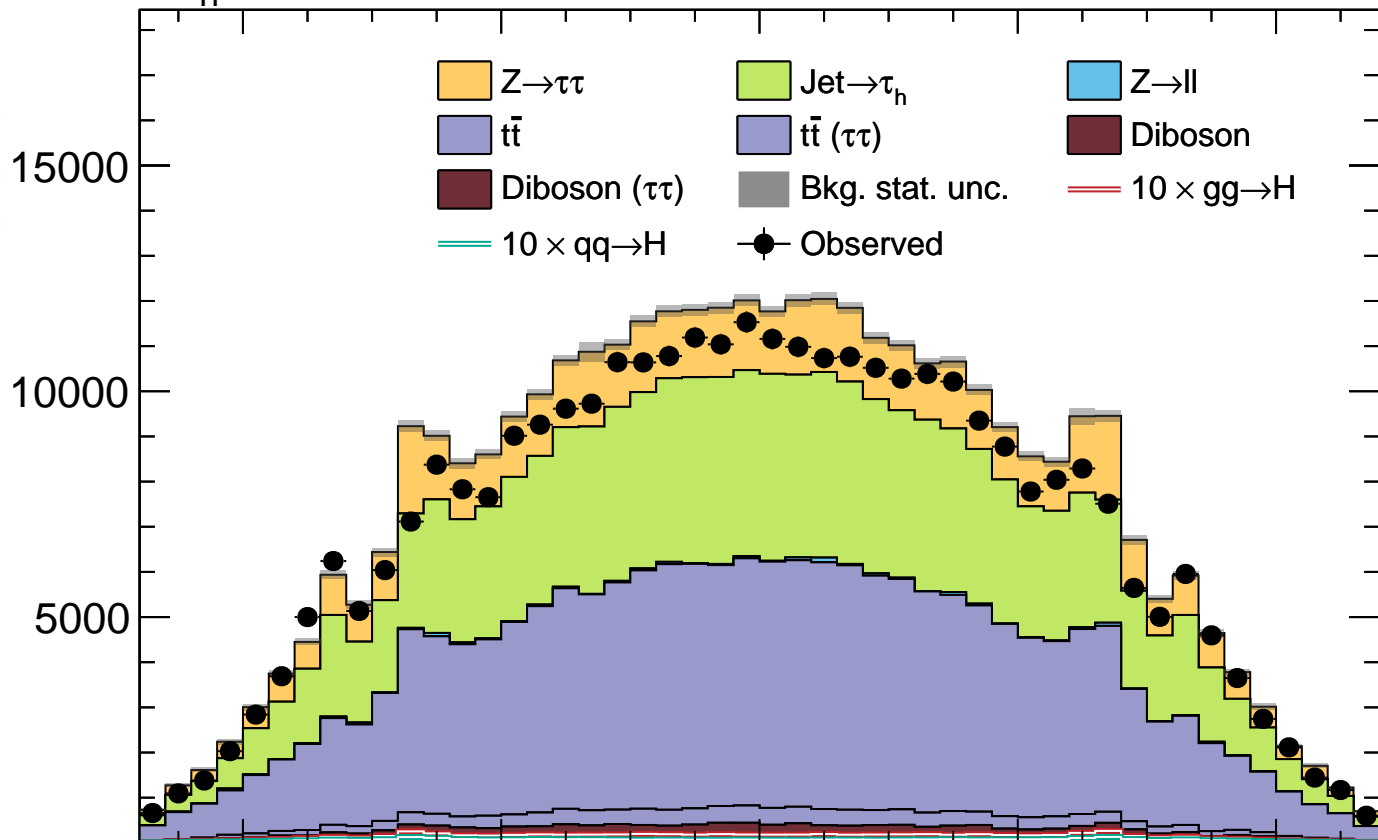 Z→ττ Jet→τₕ Z→ll
tt̄ tt̄ (ττ) Diboson
Diboson (ττ) Bkg. stat. unc. 10 × gg→H
10 × qq→H Observed
15000
10000
5000